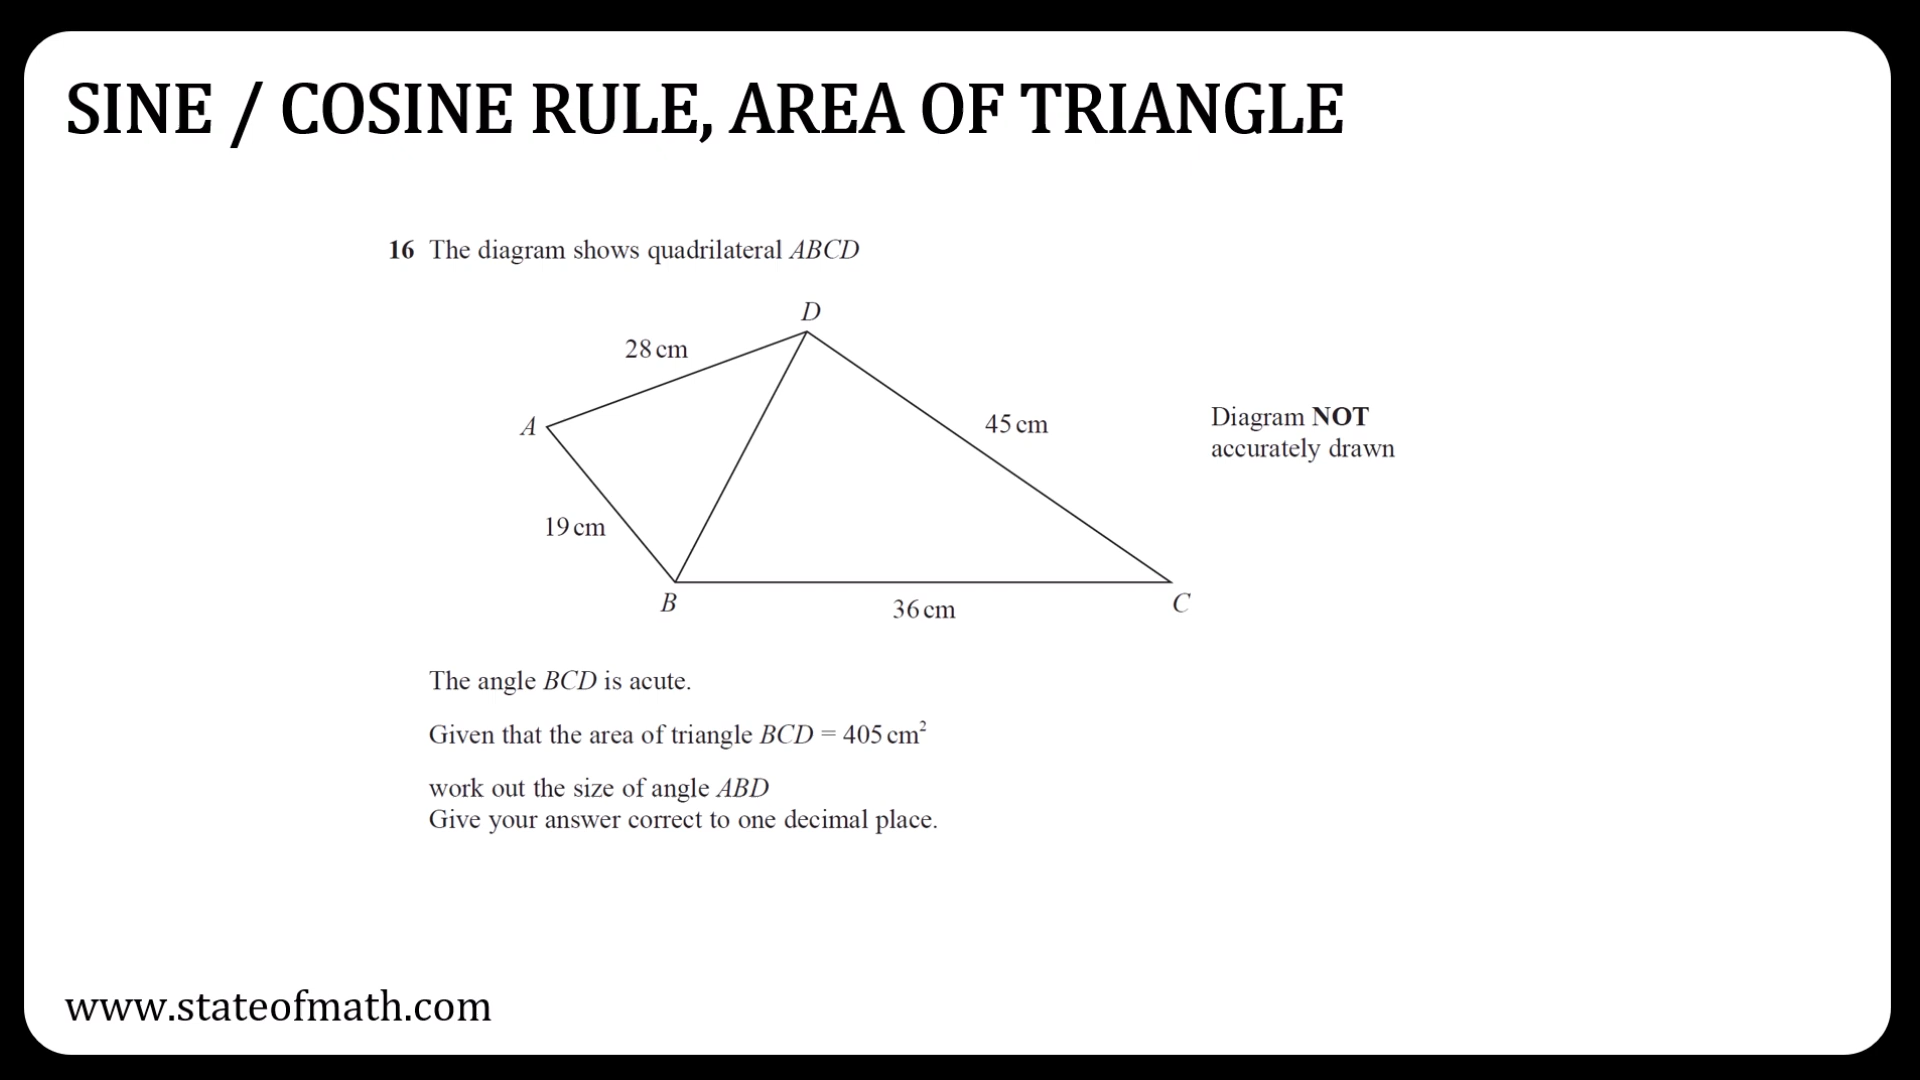 SINE / COSINE RULE, AREA OF TRIANGLE
16 The diagram shows quadrilateral ABCD
D
28 cm
A
45 cm
Diagram NOT
accurately drawn
19 cm
B
36 cm
C
The angle BCD is acute.
Given that the area of triangle BCD = 405 cm²
work out the size of angle ABD
Give your answer correct to one decimal place.
www.stateofmath.com